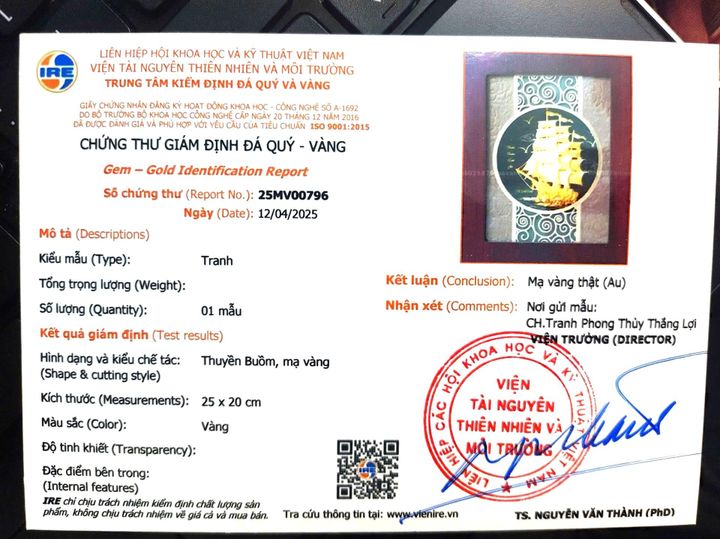 IRE
LIÊN HIỆP HỘI KHOA HỌC VÀ KỸ THUẬT VIỆT NAM
VIỆN TÀI NGUYÊN THIÊN NHIÊN VÀ MÔI TRƯỜNG
TRUNG TÂM KIỂM ĐỊNH ĐÁ QUÝ VÀ VÀNG
GIẤY CHỨNG NHẬN ĐĂNG KÝ HOẠT ĐỘNG KHOA HỌC - CÔNG NGHỆ SỐ A-1692
DO BỘ TRƯỞNG BỘ KHOA HỌC CÔNG NGHỆ CẤP NGÀY 20 THÁNG 12 NĂM 2016
ĐÃ ĐƯỢC ĐÁNH GIÁ VÀ PHÙ HỢP VỚI YÊU CẦU CỦA TIÊU CHUẨN ISO 9001:2015
CHỨNG THƯ GIÁM ĐỊNH ĐÁ QUÝ - VÀNG
Gem – Gold Identification Report
Số chứng thư (Report No.): 25MV00796
Ngày (Date): 12/04/2025
Mô tả (Descriptions)
Kiểu mẫu (Type): Tranh
Tổng trọng lượng (Weight):
Số lượng (Quantity): 01 mẫu
Kết quả giám định (Test results)
Hình dạng và kiểu chế tác: Thuyền Buồm, mạ vàng
(Shape & cutting style)
Kích thước (Measurements): 25 x 20 cm
Màu sắc (Color): Vàng
Độ tinh khiết (Transparency):
Đặc điểm bên trong:
(Internal features)
IRE chỉ chịu trách nhiệm kiểm định chất lượng sản
phẩm, không chịu trách nhiệm về giá cả và mua bán.
IRE
Tra cứu thông tin tại: www.vienire.vn
Kết luận (Conclusion): Mạ vàng thật (Au)
Nhận xét (Comments): Nơi gửi mẫu:
CH.Tranh Phong Thủy Thắng Lợi
VIỆN TRƯỞNG (DIRECTOR)
LIÊN HIỆP CÁC HỘI KHOA HỌC VÀ KỸ THUẬT VIỆT NAM
VIỆN
TÀI NGUYÊN
THIÊN NHIÊN VÀ
MÔI TRƯỜNG
TS. NGUYỄN VĂN THÀNH (PhD)